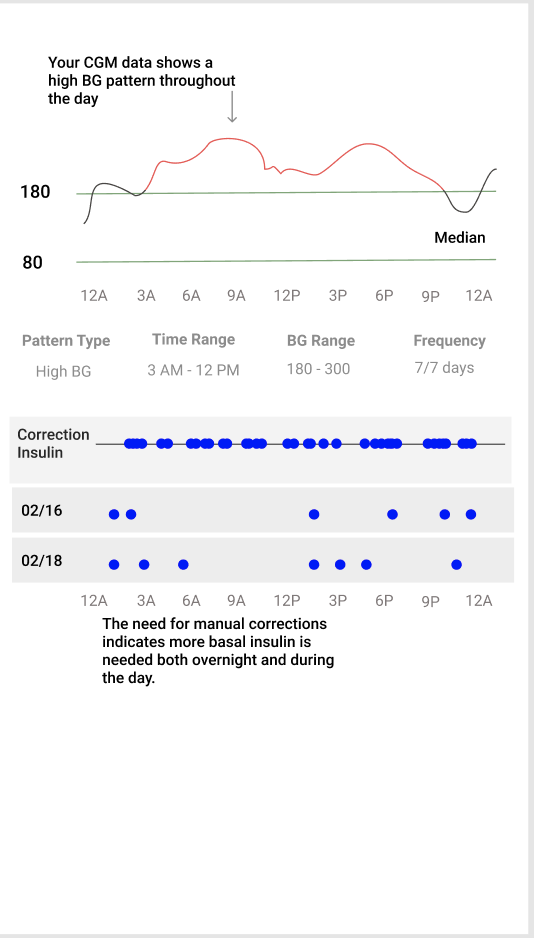 Your CGM data shows a
high BG pattern throughout
the day
180
Median
80
12A 3A 6A 9A 12P 3P 6P 9P 12A
Pattern Type Time Range BG Range Frequency
High BG 3 AM - 12 PM 180 - 300 7/7 days
Correction
Insulin
02/16
02/18
12A 3A 6A 9A 12P 3P 6P 9P 12A
The need for manual corrections
indicates more basal insulin is
needed both overnight and during
the day.